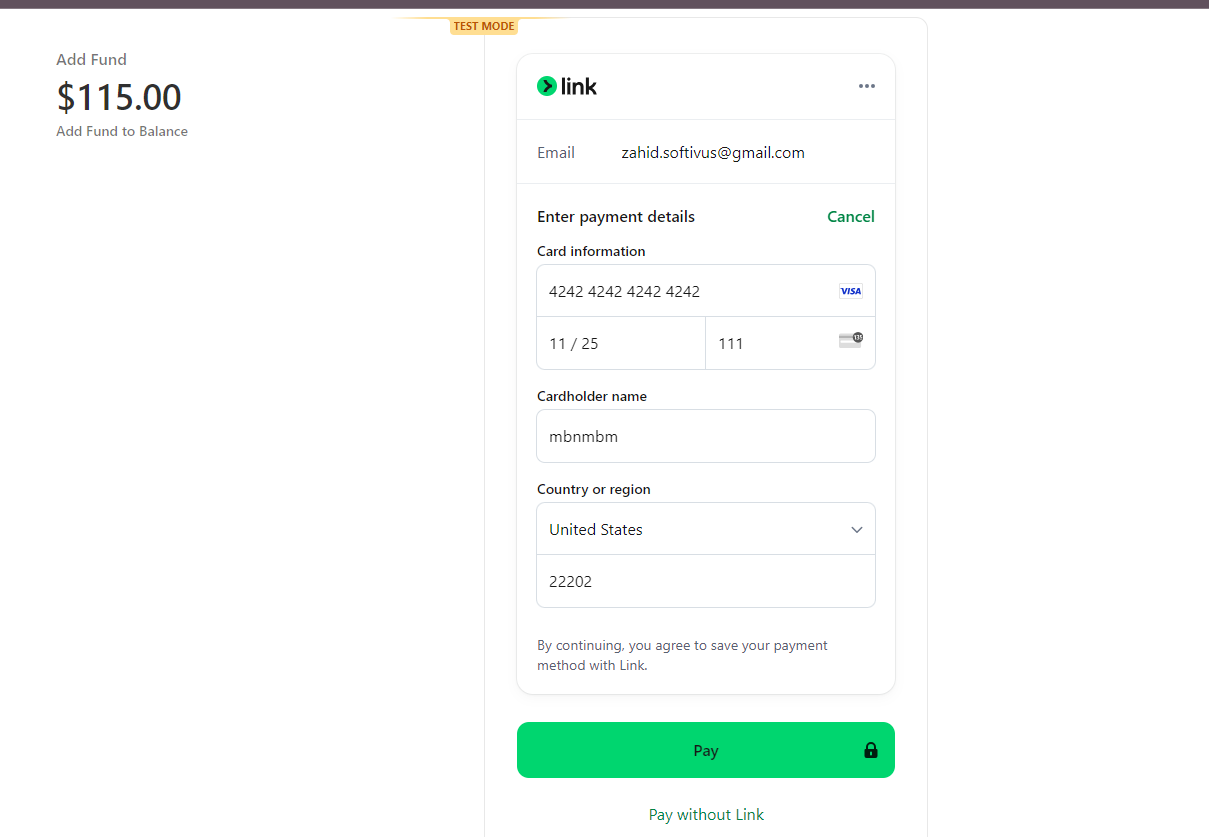 TEST MODE
Add Fund
$115.00
Add Fund to Balance
link
Email zahid.softivus@gmail.com
Enter payment details Cancel
Card information
4242 4242 4242 4242 VISA
11 / 25 111
Cardholder name
mbnmbm
Country or region
United States
22202
By continuing, you agree to save your payment
method with Link.
Pay
Pay without Link